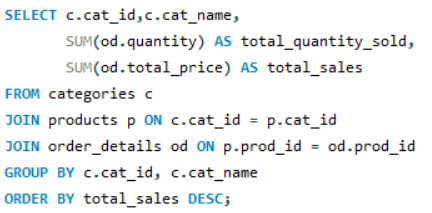 SELECT c.cat_id,c.cat_name,
SUM(od.quantity) AS total_quantity_sold,
SUM(od.total_price) AS total_sales
FROM categories c
JOIN products p ON c.cat_id = p.cat_id
JOIN order_details od ON p.prod_id = od.prod_id
GROUP BY c.cat_id, c.cat_name
ORDER BY total_sales DESC;